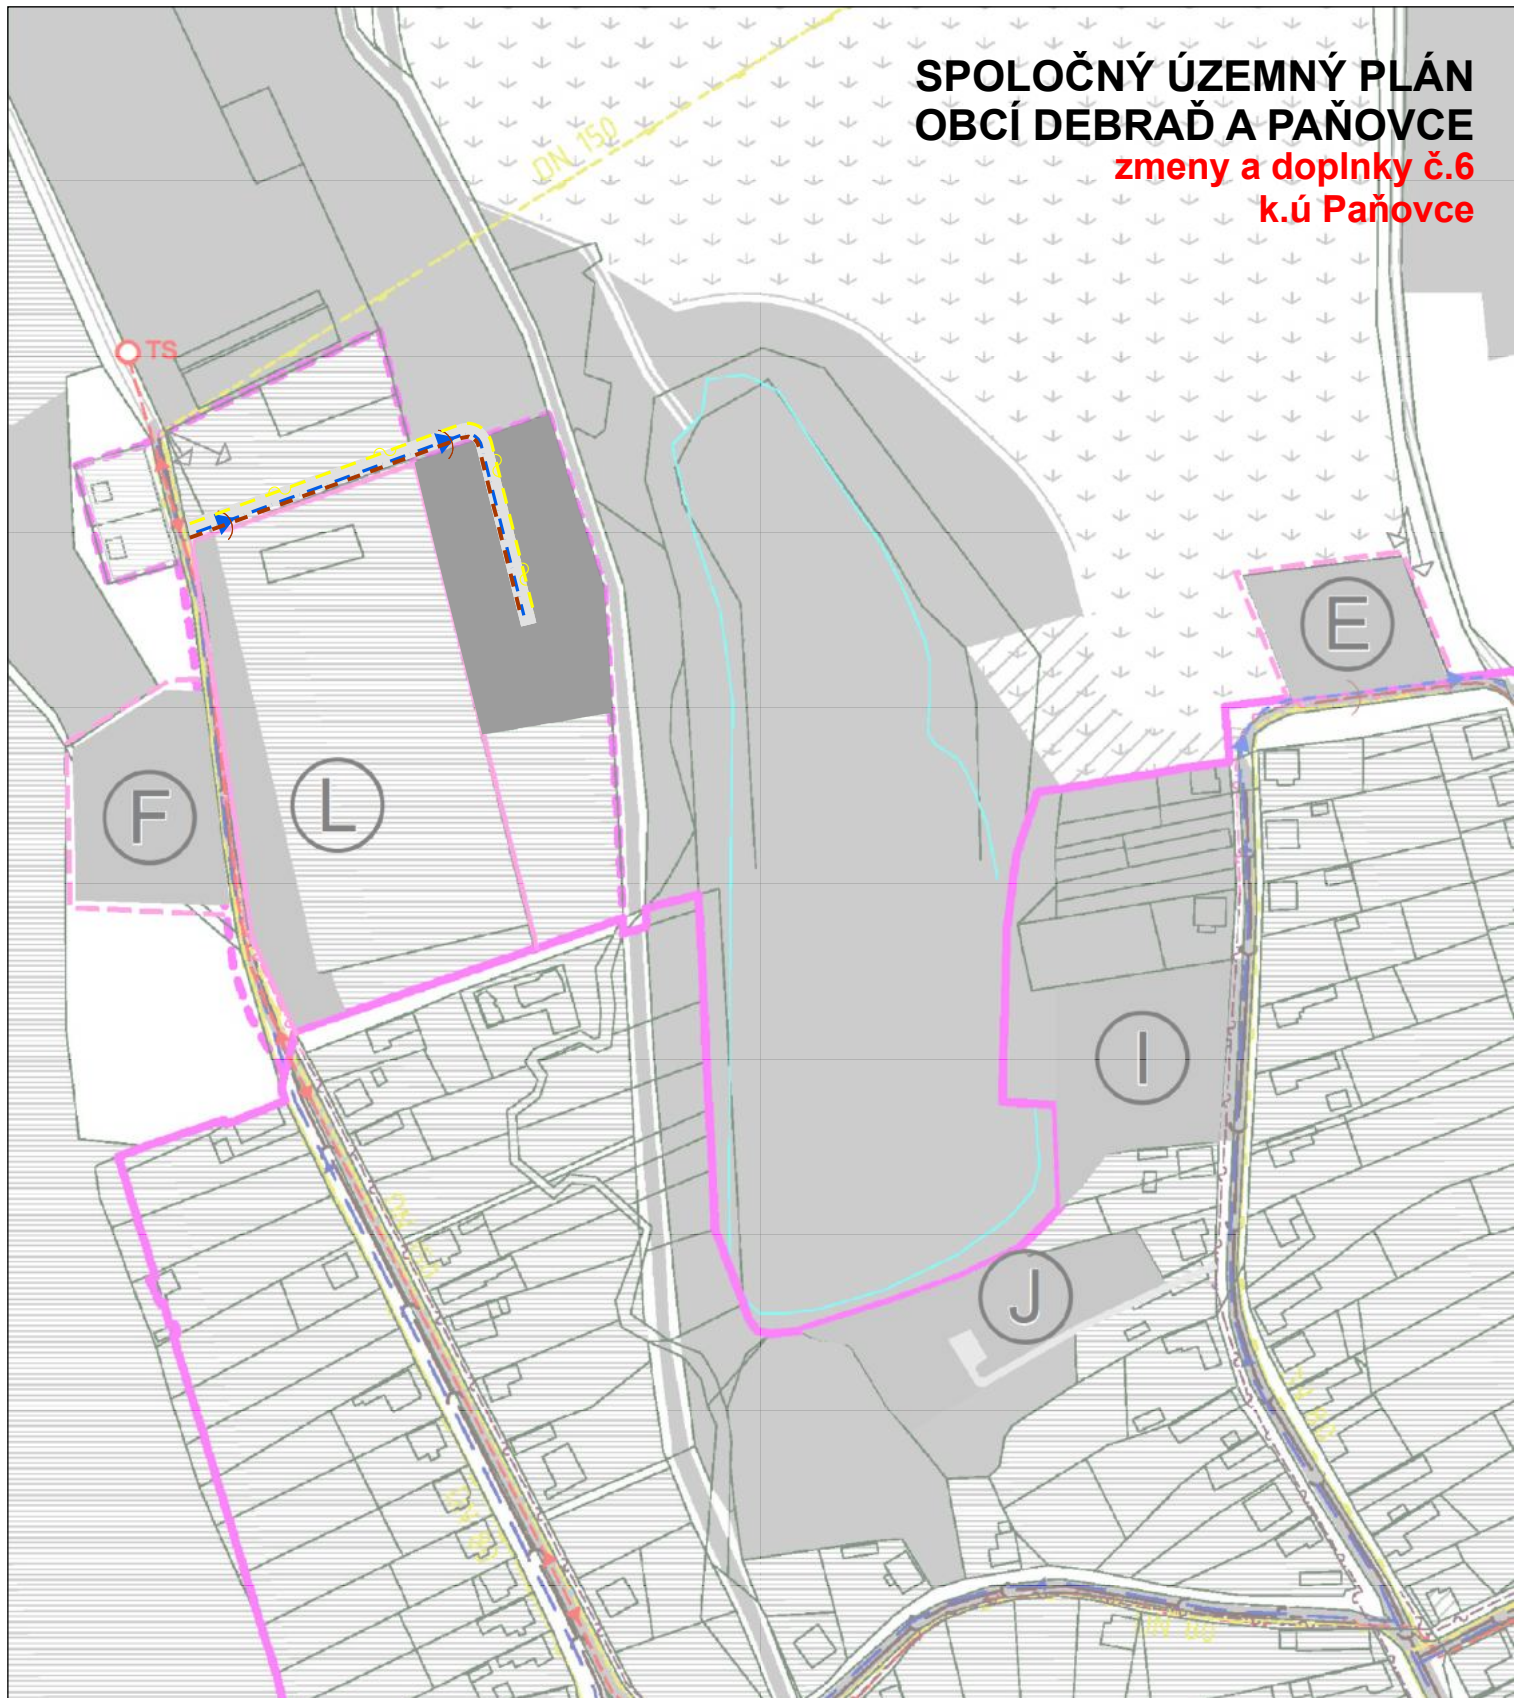 SPOLOČNÝ ÚZEMNÝ PLÁN
OBCÍ DEBRAĎ A PAŇOVCE
zmeny a doplnky č.6
k.ú Paňovce
DN 150
TS
E
F
L
I
J